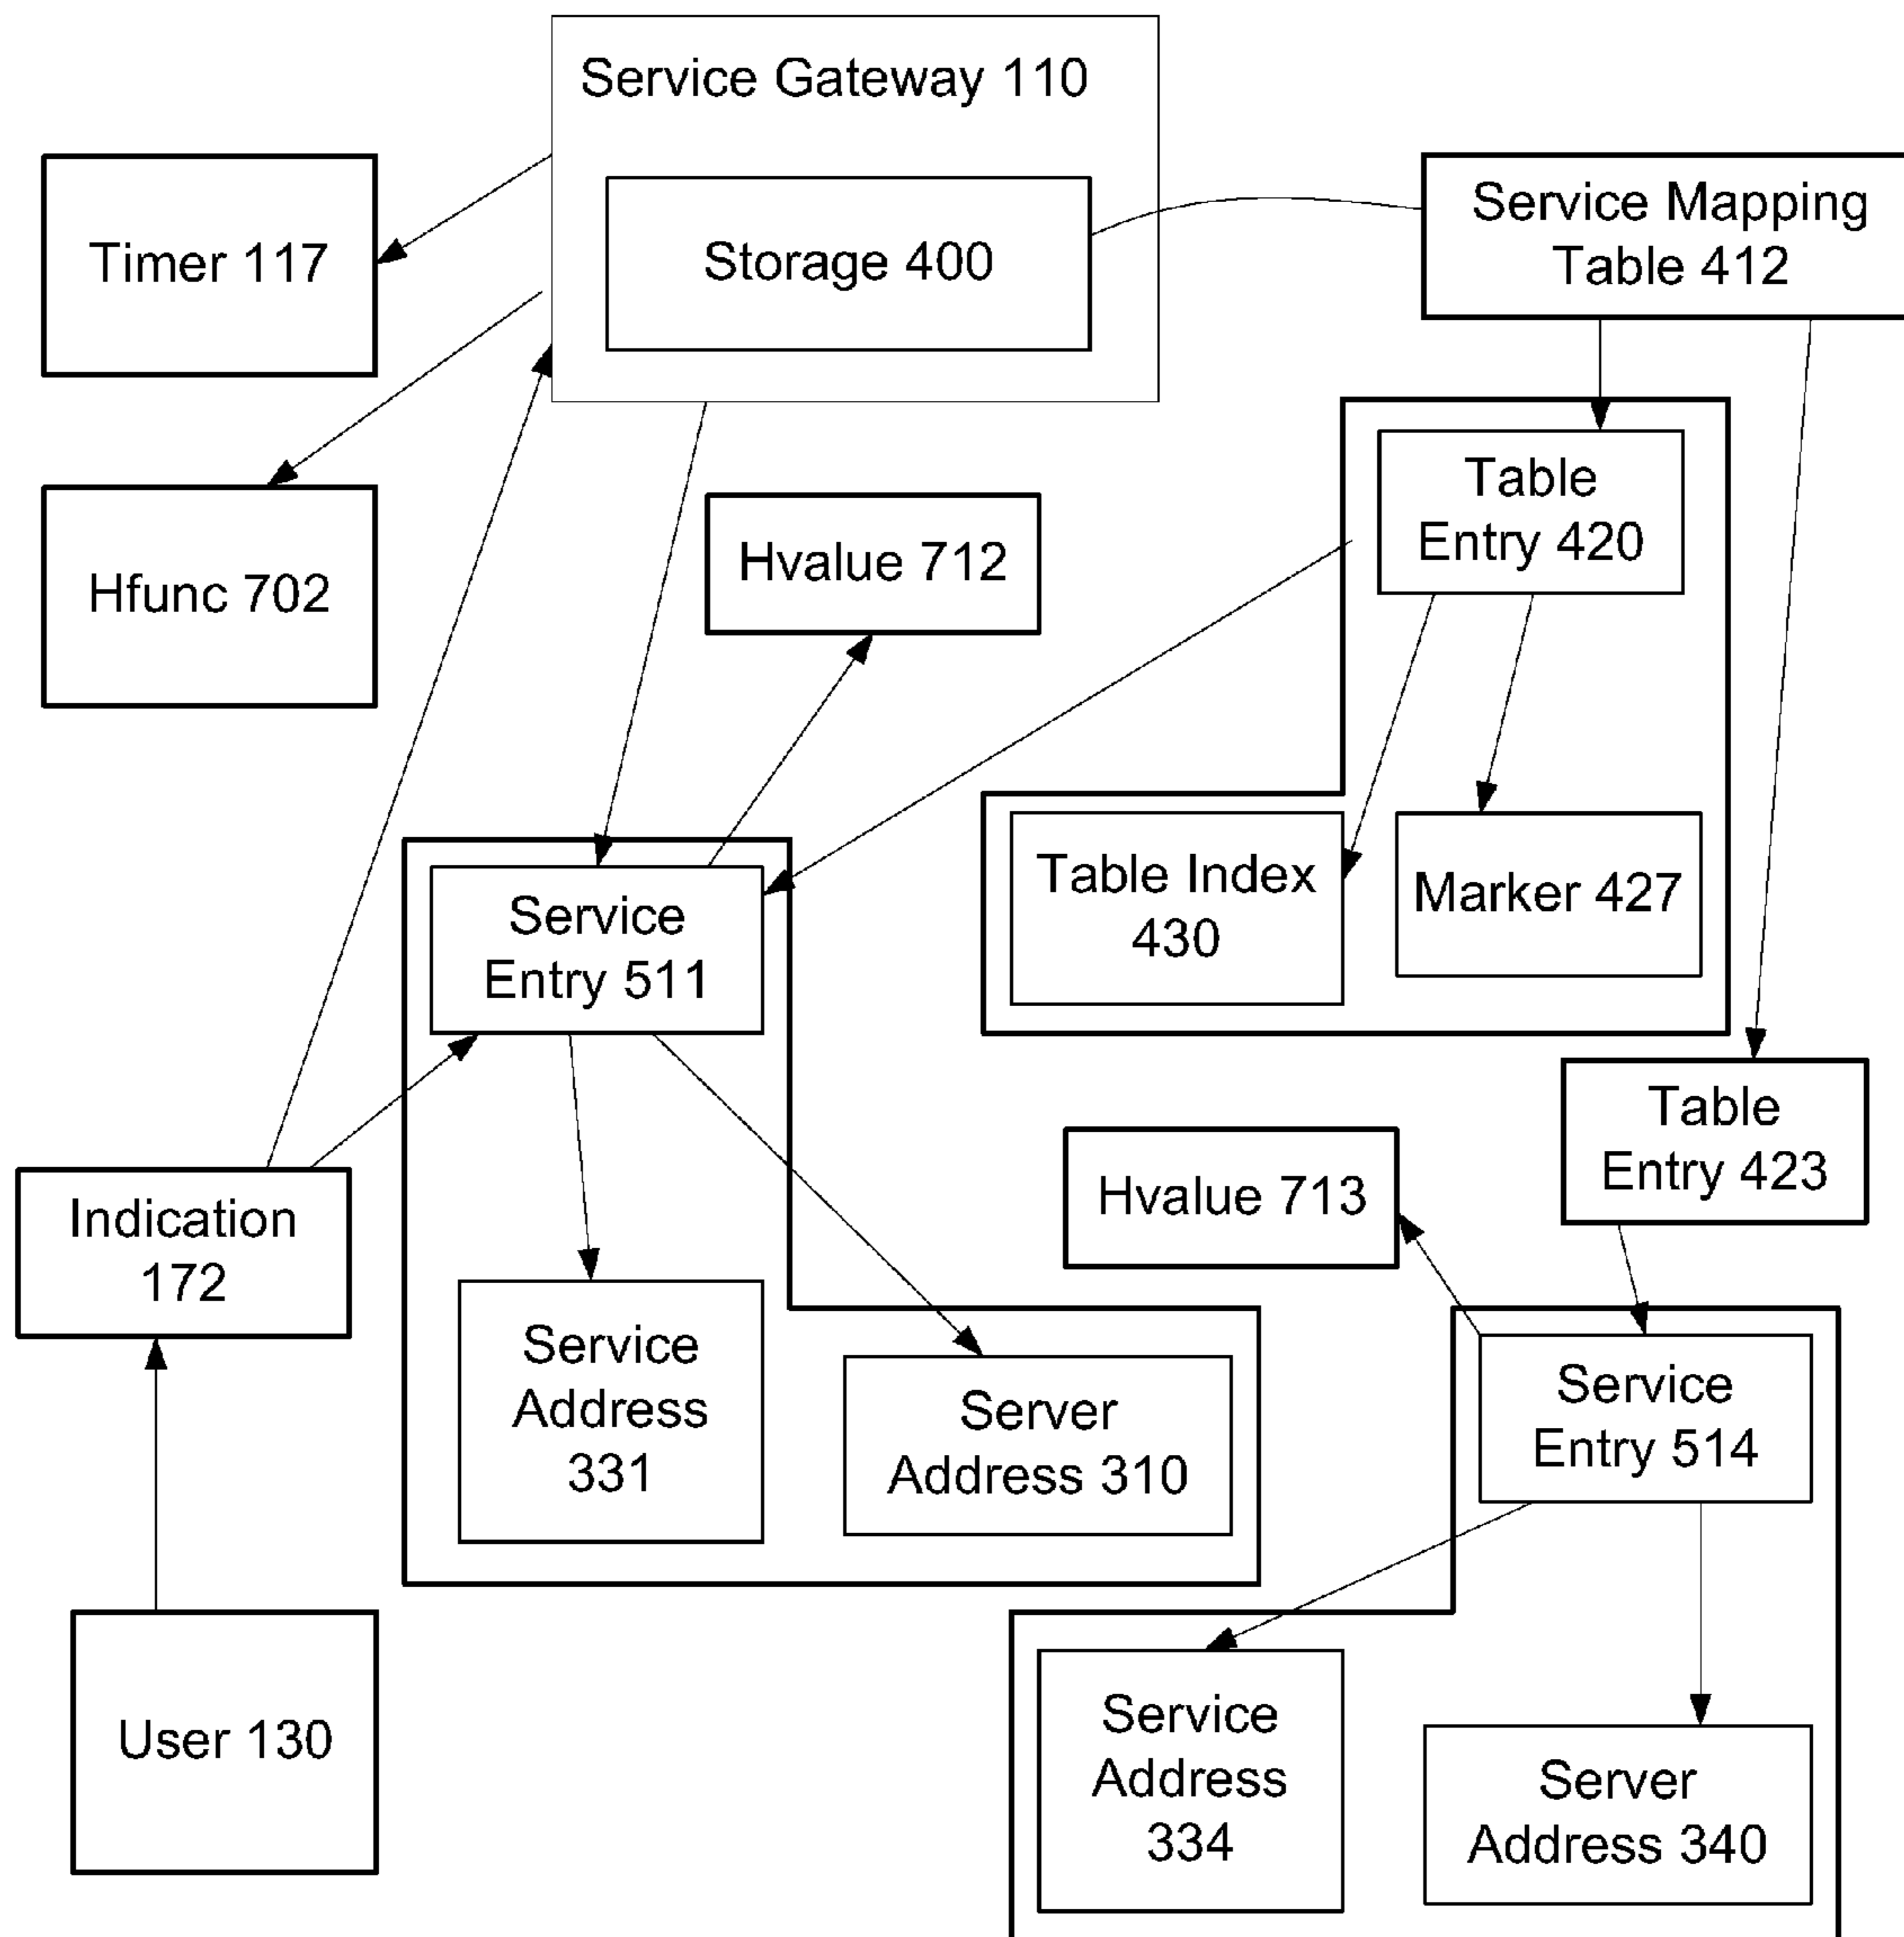 Service Gateway 110
Storage 400
Service Mapping
Table 412
Timer 117
Hfunc 702
Hvalue 712
Table
Entry 420
Table Index
430
Marker 427
Service
Entry 511
Table
Entry 423
Hvalue 713
Indication
172
Service
Address
331
Server
Address 310
Service
Entry 514
User 130
Service
Address
334
Server
Address 340